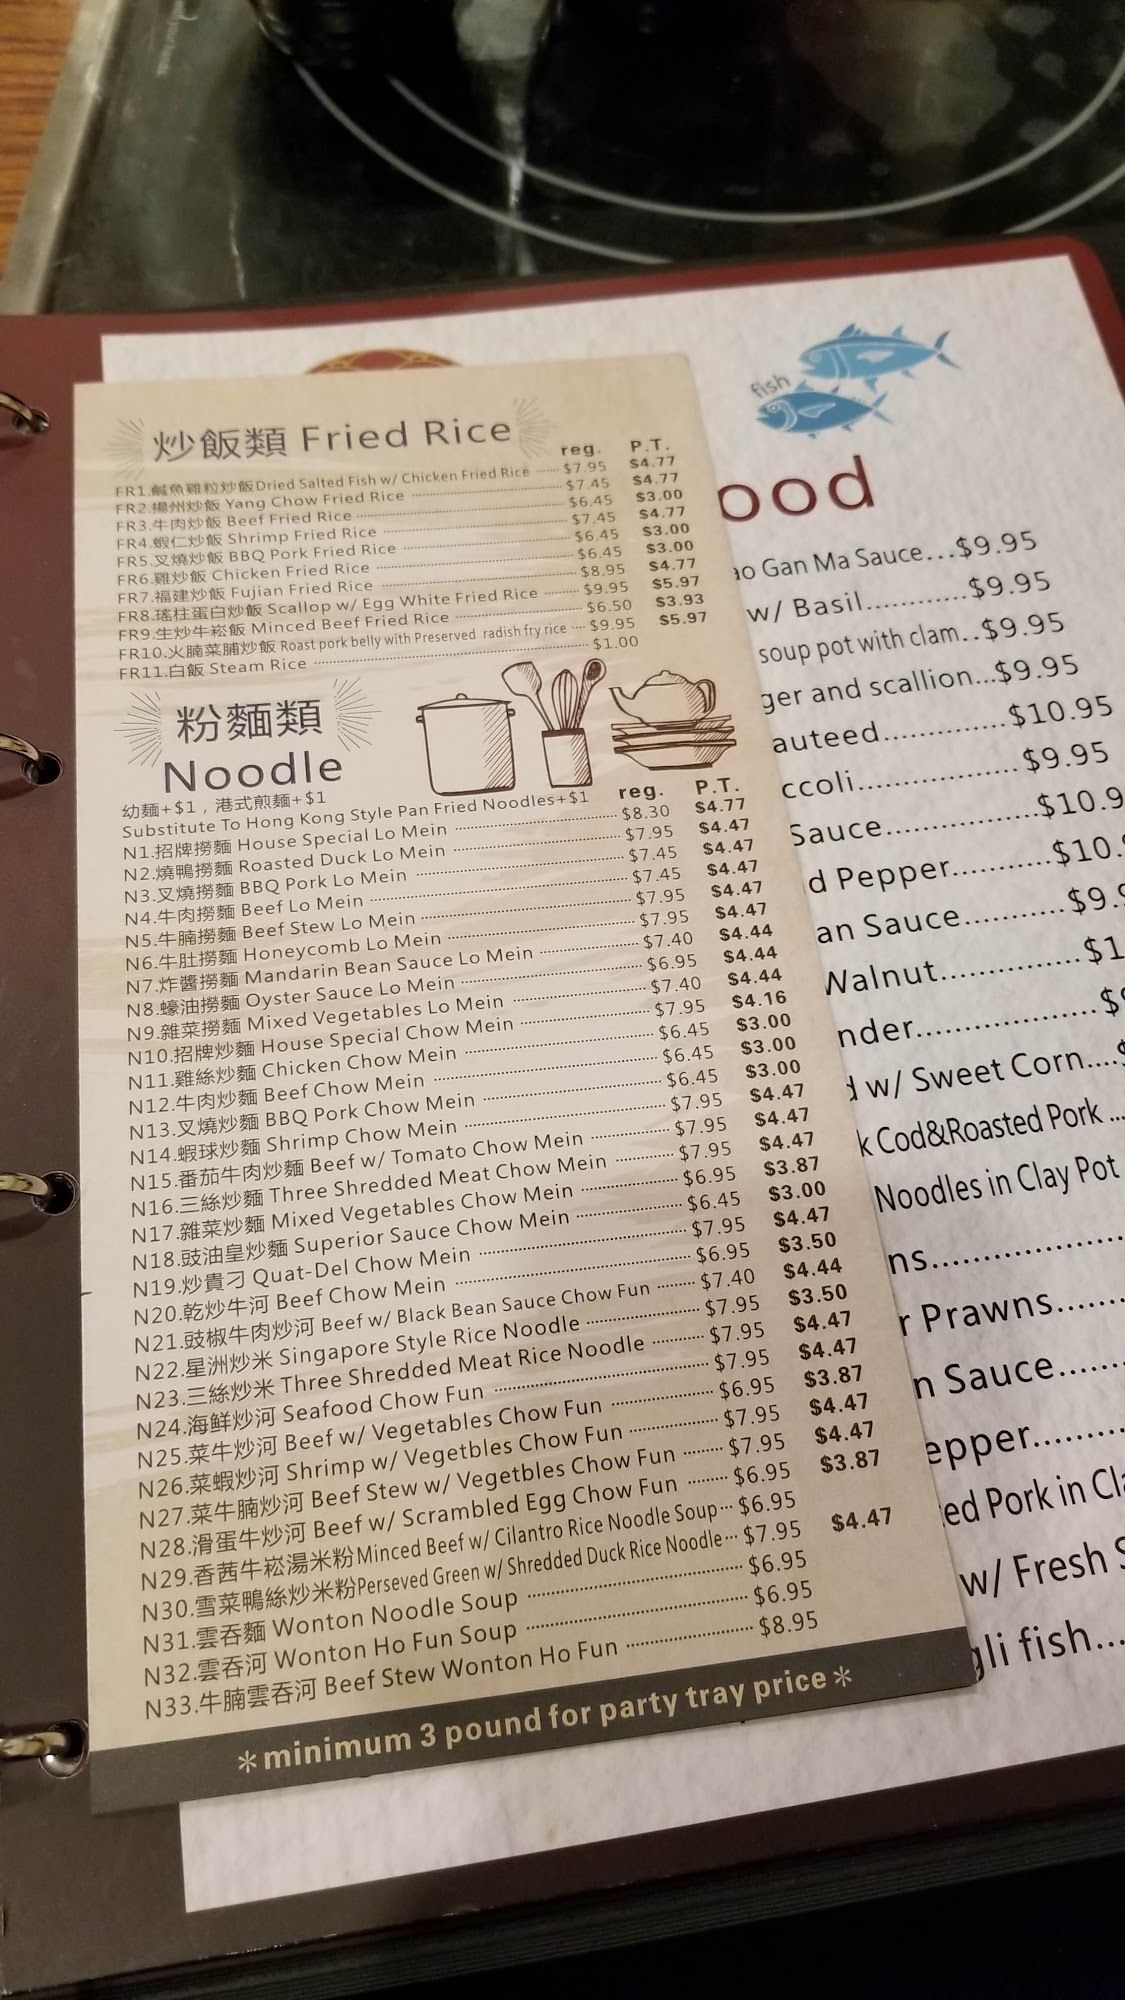 炒飯類 Fried Rice
reg. P.T.
FR1.鹹魚雞粒炒飯Dried Salted Fish w/ Chicken Fried Rice $7.95 $4.77
FR2.揚州炒飯 Yang Chow Fried Rice $7.45 $4.77
FR3.牛肉炒飯 Beef Fried Rice $6.45 $3.00
FR4.蝦仁炒飯 Shrimp Fried Rice $7.45 $4.77
FR5.叉燒炒飯 BBQ Pork Fried Rice $6.45 $3.00
FR6.雞炒飯 Chicken Fried Rice $6.45 $3.00
FR7.福建炒飯 Fujian Fried Rice $8.95 $4.77
FR8.瑤柱蛋白炒飯 Scallop w/ Egg White Fried Rice $9.95 $5.97
FR9.生炒牛崧飯 Minced Beef Fried Rice $6.50 $3.93
FR10.火腩菜脯炒飯 Roast pork belly with Preserved radish fry rice $9.95 $5.97
FR11.白飯 Steam Rice $1.00
粉麵類
Noodle
幼麵+$1 , 港式煎麵+$1
Substitute To Hong Kong Style Pan Fried Noodles+$1
reg. P.T.
N1.招牌撈麵 House Special Lo Mein $8.30 $4.77
N2.燒鴨撈麵 Roasted Duck Lo Mein $7.95 $4.47
N3.叉燒撈麵 BBQ Pork Lo Mein $7.45 $4.47
N4.牛肉撈麵 Beef Lo Mein $7.45 $4.47
N5.牛腩撈麵 Beef Stew Lo Mein $7.95 $4.47
N6.牛肚撈麵 Honeycomb Lo Mein $7.95 $4.47
N7.炸醬撈麵 Mandarin Bean Sauce Lo Mein $7.40 $4.44
N8.蠔油撈麵 Oyster Sauce Lo Mein $6.95 $4.44
N9.雜菜撈麵 Mixed Vegetables Lo Mein $7.40 $4.44
N10.招牌炒麵 House Special Chow Mein $7.95 $4.16
N11.雞絲炒麵 Chicken Chow Mein $6.45 $3.00
N12.牛肉炒麵 Beef Chow Mein $6.45 $3.00
N13.叉燒炒麵 BBQ Pork Chow Mein $6.45 $3.00
N14.蝦球炒麵 Shrimp Chow Mein $7.95 $4.47
N15.番茄牛肉炒麵 Beef w/ Tomato Chow Mein $7.95 $4.47
N16.三絲炒麵 Three Shredded Meat Chow Mein $7.95 $4.47
N17.雜菜炒麵 Mixed Vegetables Chow Mein $6.95 $3.87
N18.豉油皇炒麵 Superior Sauce Chow Mein $6.45 $3.00
N19.炒貴刁 Quat-Del Chow Mein $7.95 $4.47
N20.乾炒牛河 Beef Chow Mein $6.95 $3.50
N21.豉椒牛肉炒河 Beef w/ Black Bean Sauce Chow Fun $7.40 $4.44
N22.星洲炒米 Singapore Style Rice Noodle $7.95 $3.50
N23.三絲炒米 Three Shredded Meat Rice Noodle $7.95 $4.47
N24.海鮮炒河 Seafood Chow Fun $7.95 $4.47
N25.菜牛炒河 Beef w/ Vegetables Chow Fun $6.95 $3.87
N26.菜蝦炒河 Shrimp w/ Vegetbles Chow Fun $7.95 $4.47
N27.菜牛腩炒河 Beef Stew w/ Vegetbles Chow Fun $7.95 $4.47
N28.滑蛋牛炒河 Beef w/ Scrambled Egg Chow Fun $6.95 $3.87
N29.香茜牛崧湯米粉Minced Beef w/ Cilantro Rice Noodle Soup $6.95
N30.雪菜鴨絲炒米粉Perseved Green w/ Shredded Duck Rice Noodle $7.95 $4.47
N31.雲吞麵 Wonton Noodle Soup $6.95
N32.雲吞河 Wonton Ho Fun Soup $6.95
N33.牛腩雲吞河 Beef Stew Wonton Ho Fun $8.95
*minimum 3 pound for party tray price*
fish
ood
ao Gan Ma Sauce...$9.95
w/ Basil............$9.95
soup pot with clam..$9.95
ger and scallion...$9.95
auteed..............$10.95
ccoli..................$9.95
Sauce.................$10.9
d Pepper..........$10.
an Sauce...........$9.9
Walnut...............$1
nder...................$9
d w/ Sweet Corn....$
k Cod&Roasted Pork ...
Noodles in Clay Pot
ns.....................
r Prawns.......
n Sauce......
epper.........
ed Pork in Cla
w/ Fresh S
gli fish...